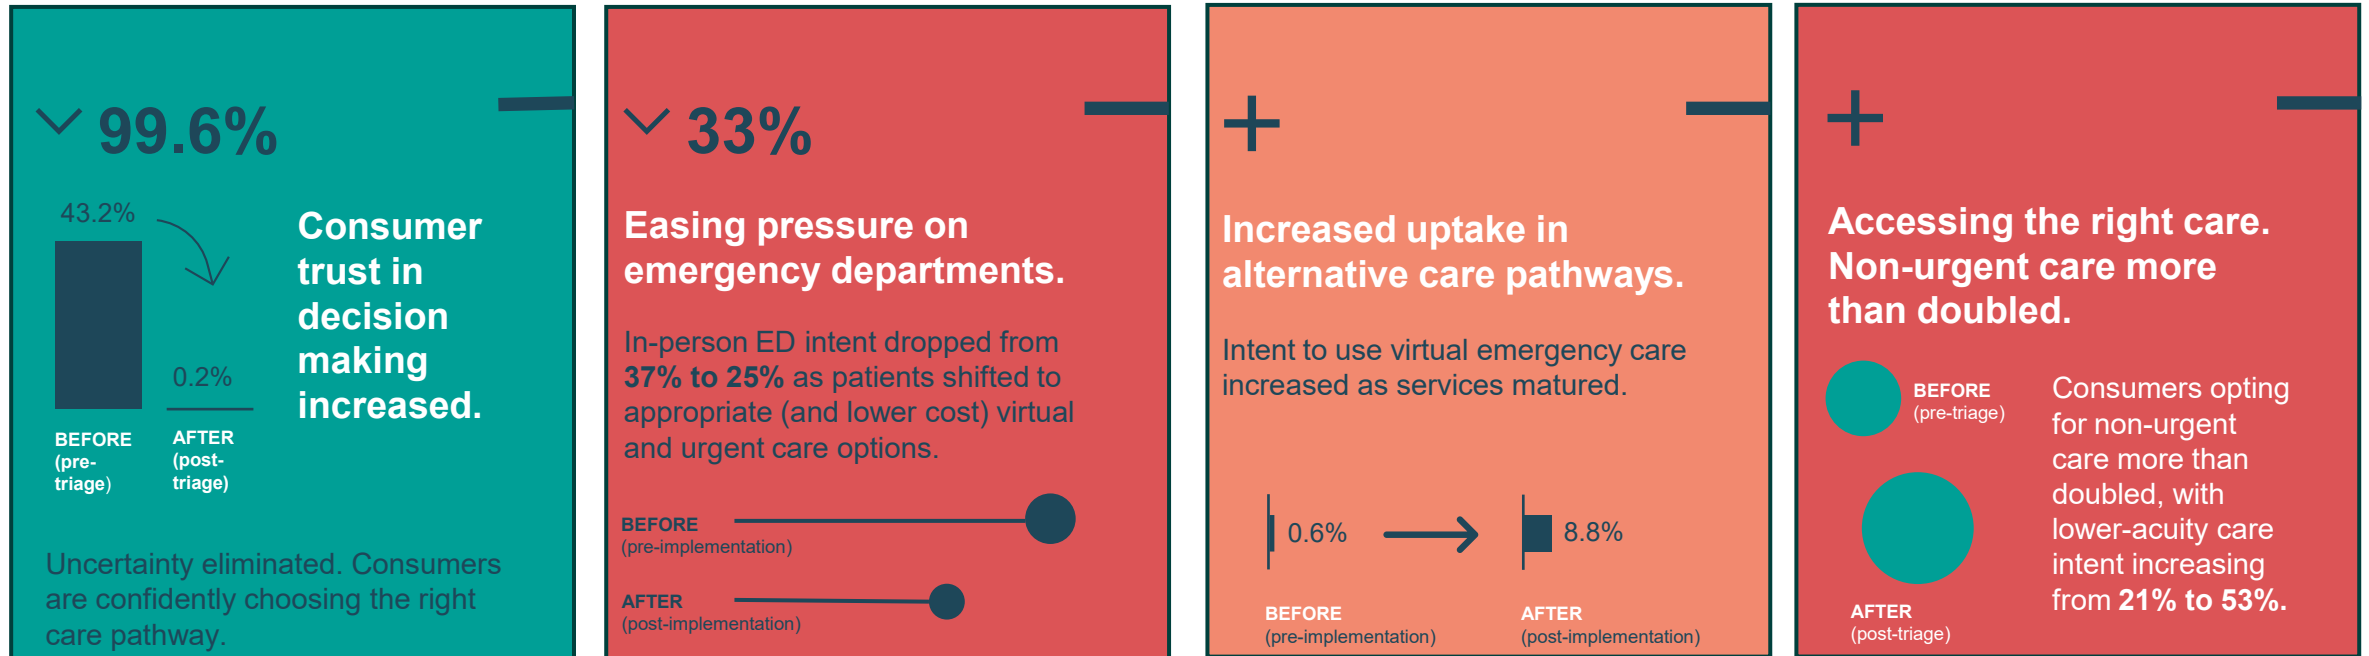 99.6%
43.2%
0.2%
BEFORE
(pre-
triage)
AFTER
(post-
triage)
Consumer
trust in
decision
making
increased.
Uncertainty eliminated. Consumers
are confidently choosing the right
care pathway.
33%
Easing pressure on
emergency departments.
In-person ED intent dropped from
37% to 25% as patients shifted to
appropriate (and lower cost) virtual
and urgent care options.
BEFORE
(pre-implementation)
AFTER
(post-implementation)
Increased uptake in
alternative care pathways.
Intent to use virtual emergency care
increased as services matured.
0.6%
8.8%
BEFORE
(pre-implementation)
AFTER
(post-implementation)
Accessing the right care.
Non-urgent care more
than doubled.
BEFORE
(pre-triage)
AFTER
(post-triage)
Consumers opting
for non-urgent
care more than
doubled, with
lower-acuity care
intent increasing
from 21% to 53%.